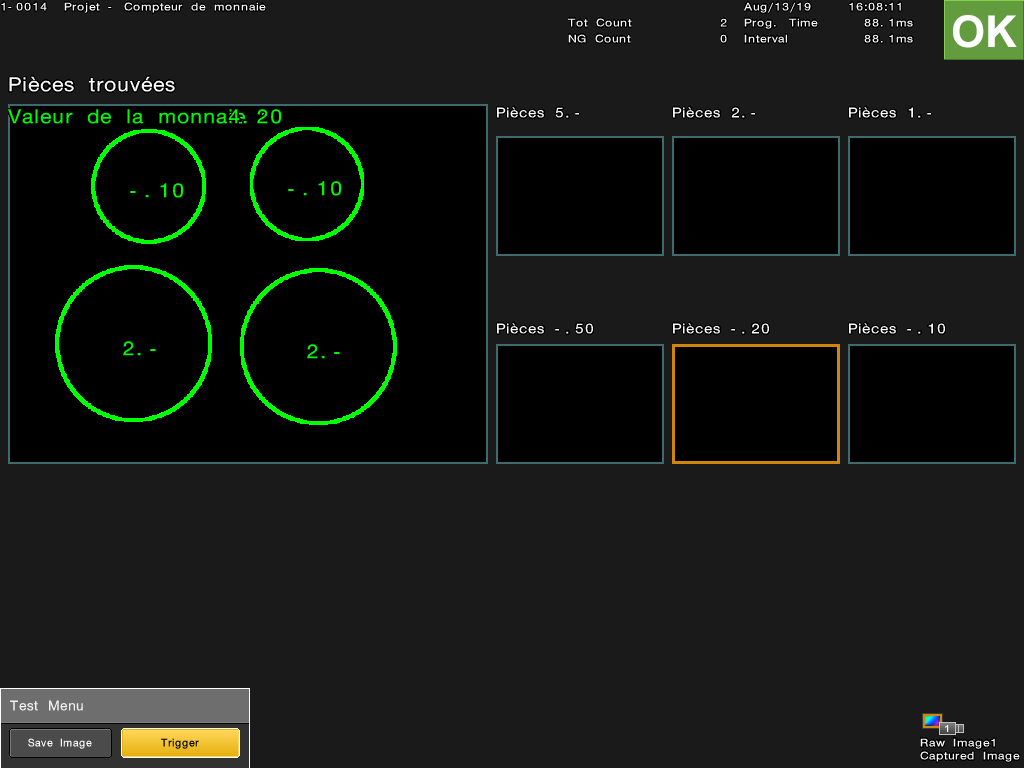 1-0014 Projet - Compteur de monnaie
Aug/13/19 16:08:11
Tot Count 2 Prog. Time 88.1ms
NG Count 0 Interval 88.1ms
OK
Pièces trouvées
Valeur de la monnaie 4.20
Pièces 5.- Pièces 2.- Pièces 1.-
-.10 -.10
2.- 2.-
Pièces -.50 Pièces -.20 Pièces -.10
Test Menu
Save Image Trigger
1
Raw Image1
Captured Image